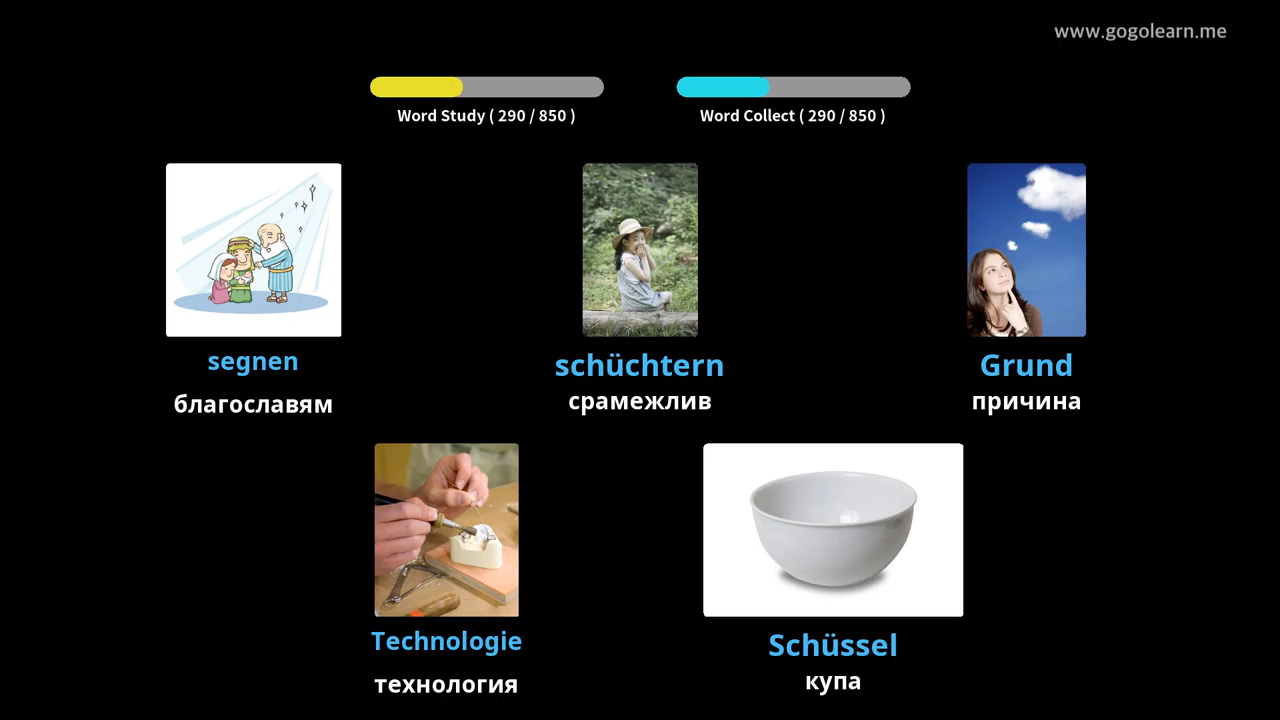 www.gogolearn.me
Word Study ( 290 / 850 )
Word Collect ( 290 / 850 )
segnen
благославям
schüchtern
срамежлив
Grund
причина
Technologie
технология
Schüssel
купа